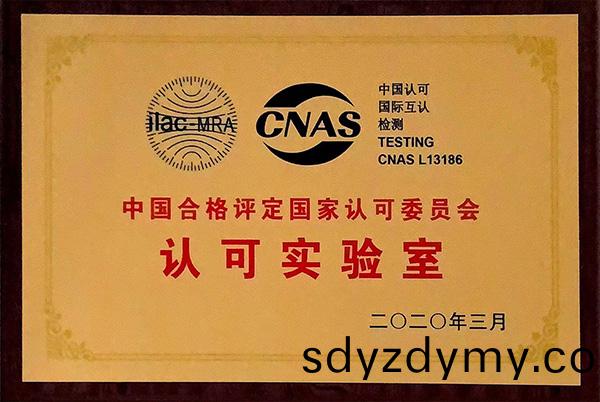 ilac-MRA
CNAS
中国认可
国际互认
检测
TESTING
CNAS L13186
中国合格评定国家认可委员会
认可实验室
二〇二〇年三月
sdyzdymy.co